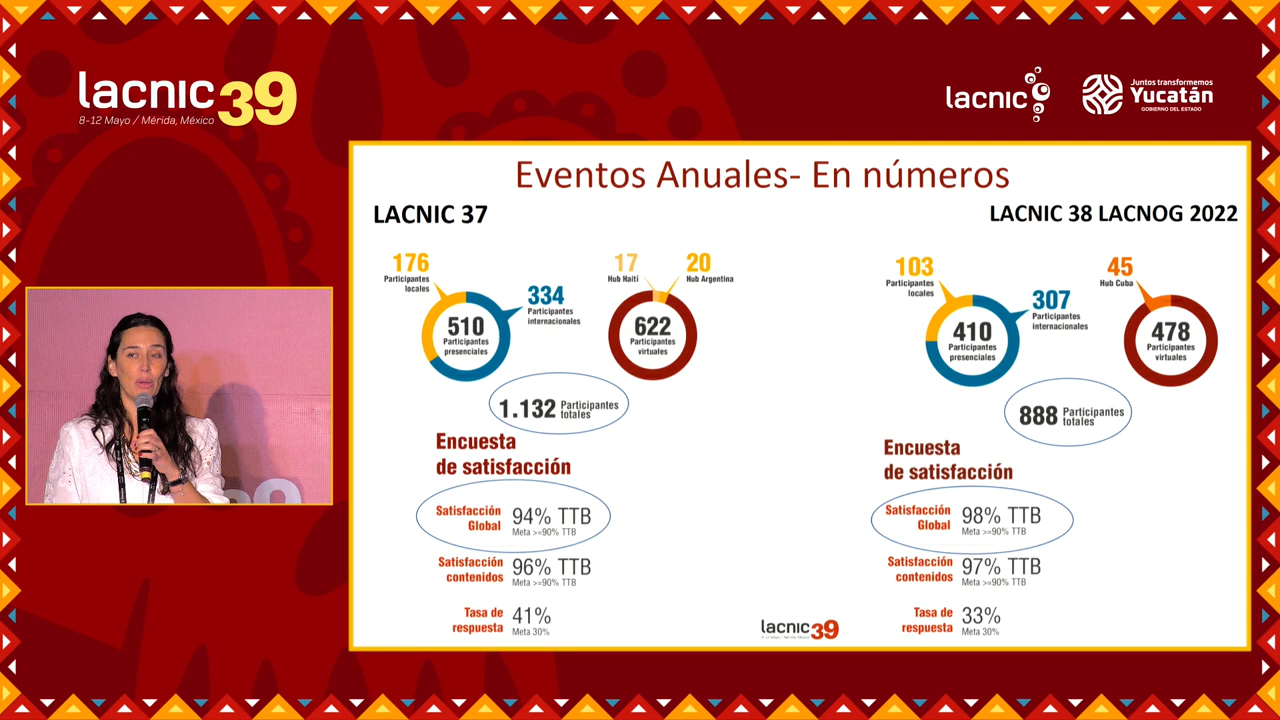 lacnic 39
8-12 Mayo / Mérida, México
lacnic
Juntos transformemos
Yucatán
GOBIERNO DEL ESTADO
Eventos Anuales- En números
LACNIC 37
176
Participantes
locales
334
Participantes
internacionales
510
Participantes
presenciales
17
Hub Haití
20
Hub Argentina
622
Participantes
virtuales
1.132 Participantes
totales
Encuesta
de satisfacción
Satisfacción
Global
94% TTB
Meta >=90% TTB
Satisfacción
contenidos
96% TTB
Meta >=90% TTB
Tasa de
respuesta
41%
Meta 30%
LACNIC 38 LACNOG 2022
103
Participantes
locales
307
Participantes
internacionales
410
Participantes
presenciales
45
Hub Cuba
478
Participantes
virtuales
888 Participantes
totales
Encuesta
de satisfacción
Satisfacción
Global
98% TTB
Meta >=90% TTB
Satisfacción
contenidos
97% TTB
Meta >=90% TTB
Tasa de
respuesta
33%
Meta 30%
lacnic 39